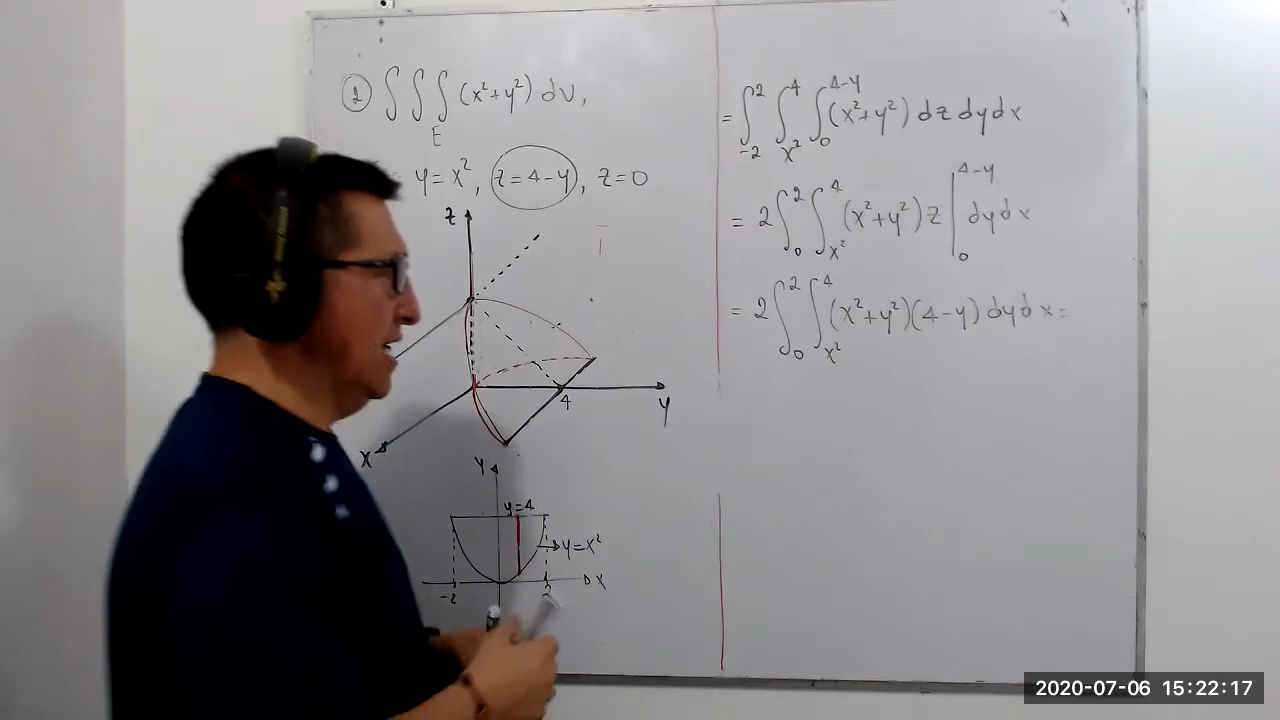 ② ∫∫∫_E (x²+y²) dV,
y=x², z=4-y, z=0
z
4
y
x
y
y=4
y=x²
x
-2
2
= ∫_{-2}^{2} ∫_{x²}^{4} ∫_{0}^{4-y} (x²+y²) dz dy dx
= 2 ∫_{0}^{2} ∫_{x²}^{4} (x²+y²) z |_{0}^{4-y} dy dx
= 2 ∫_{0}^{2} ∫_{x²}^{4} (x²+y²)(4-y) dy dx =
2020-07-06 15:22:17